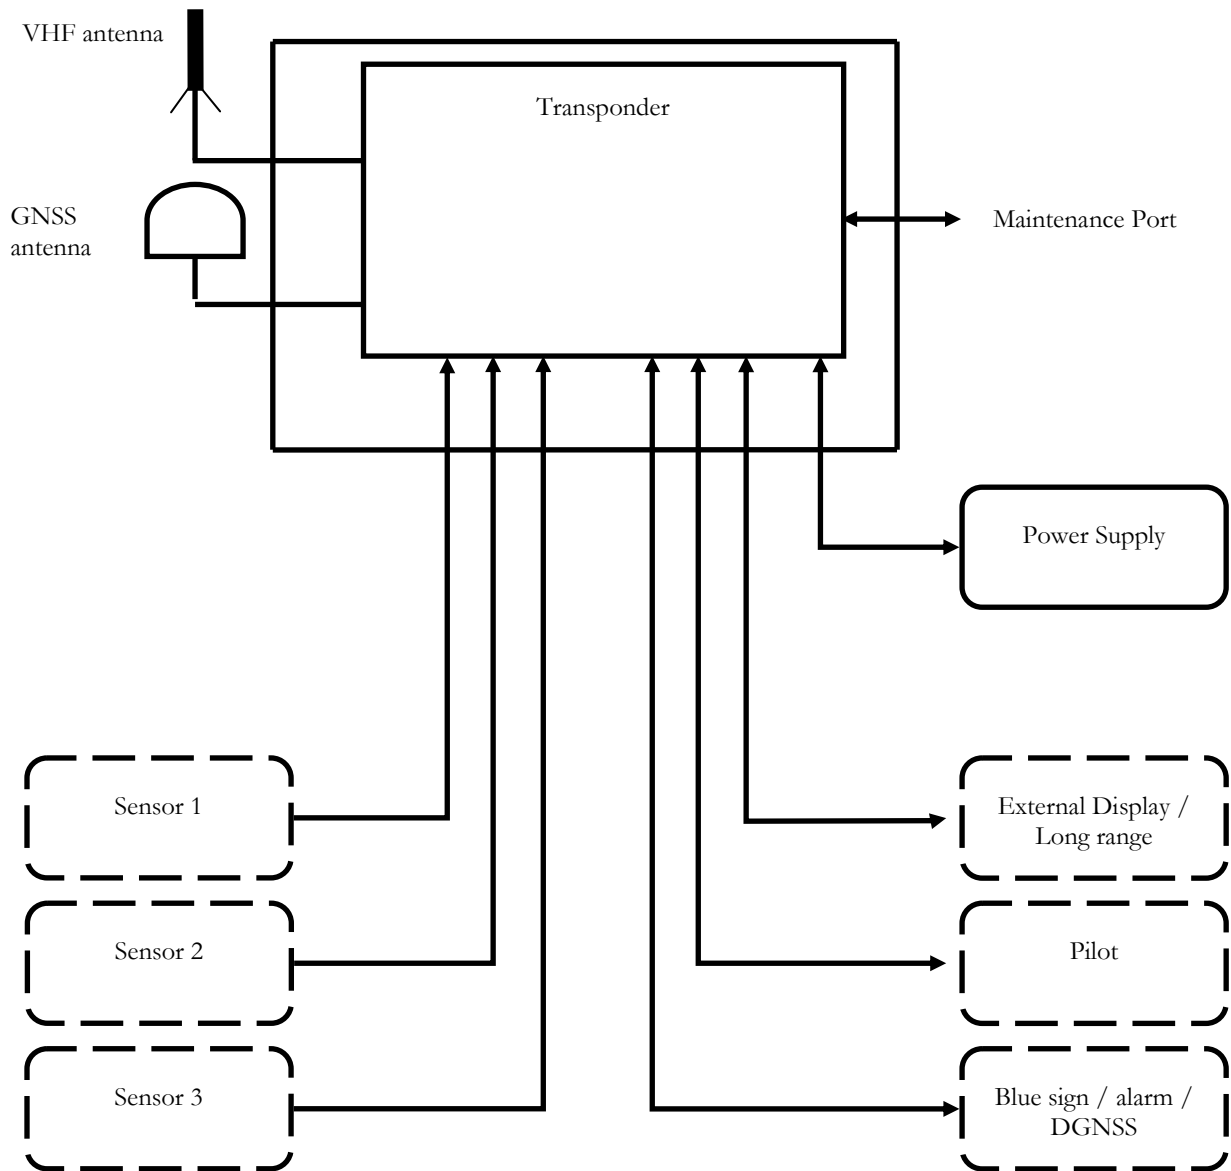 VHF antenna
Transponder
GNSS
antenna
Maintenance Port
Power Supply
Sensor 1
External Display /
Long range
Sensor 2
Pilot
Sensor 3
Blue sign / alarm /
DGNSS